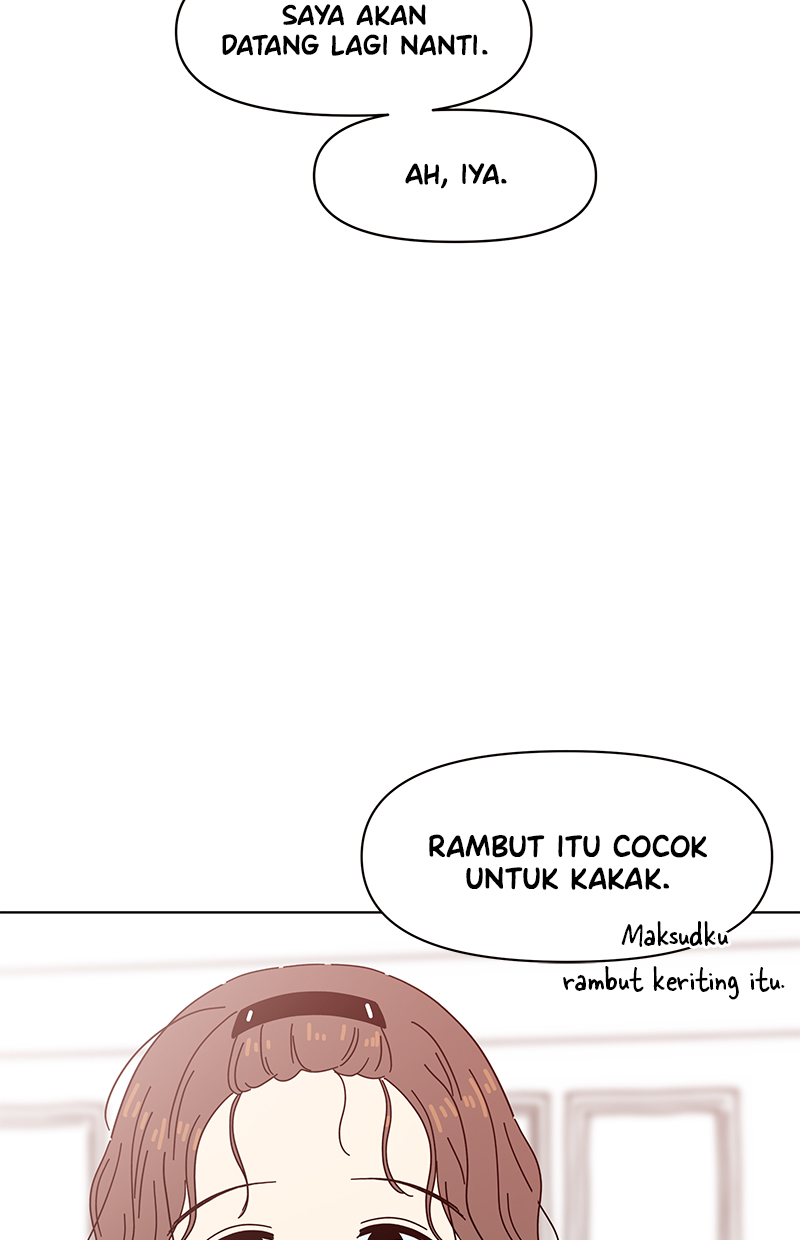 SAYA AKAN
DATANG LAGI NANTI.
AH, IYA.
RAMBUT ITU COCOK
UNTUK KAKAK.
Maksudku
rambut keriting itu.